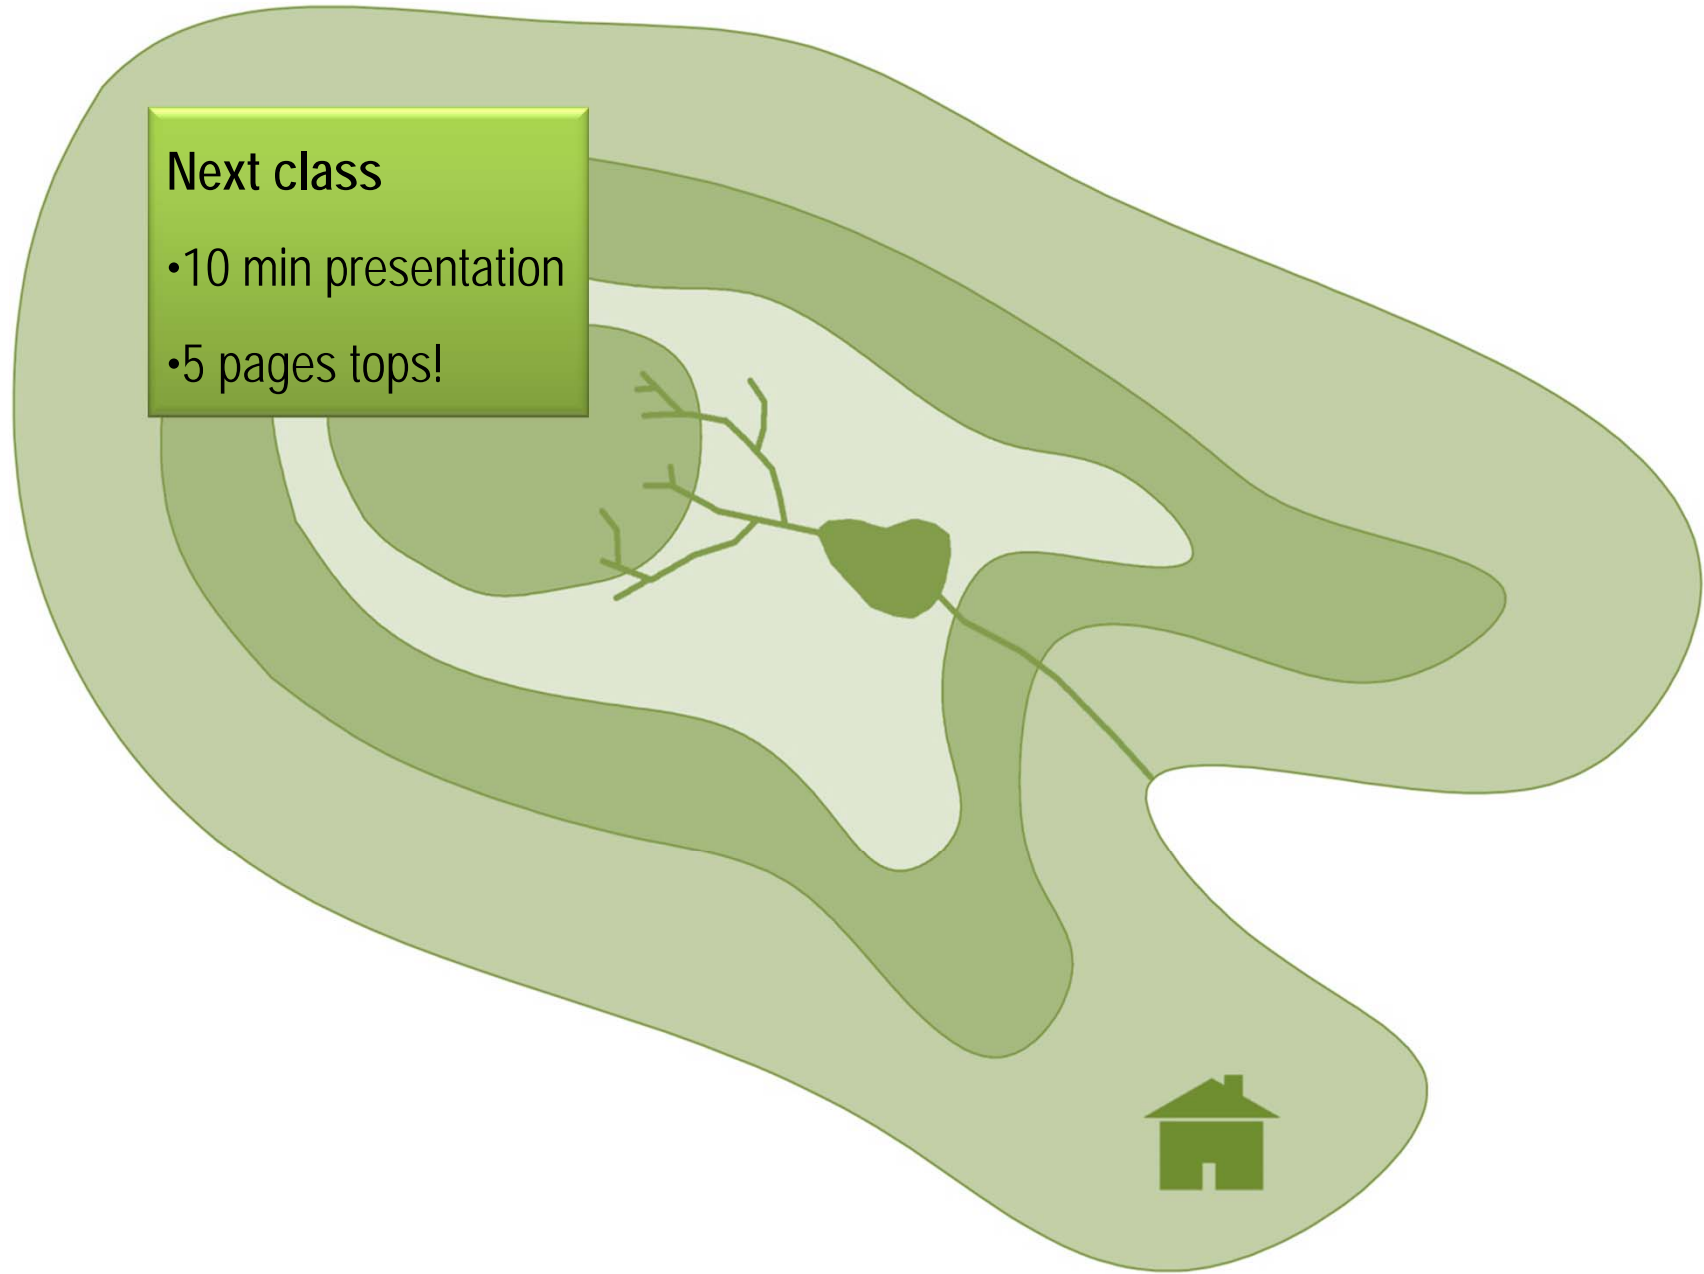 Next class
•10 min presentation
•5 pages tops!